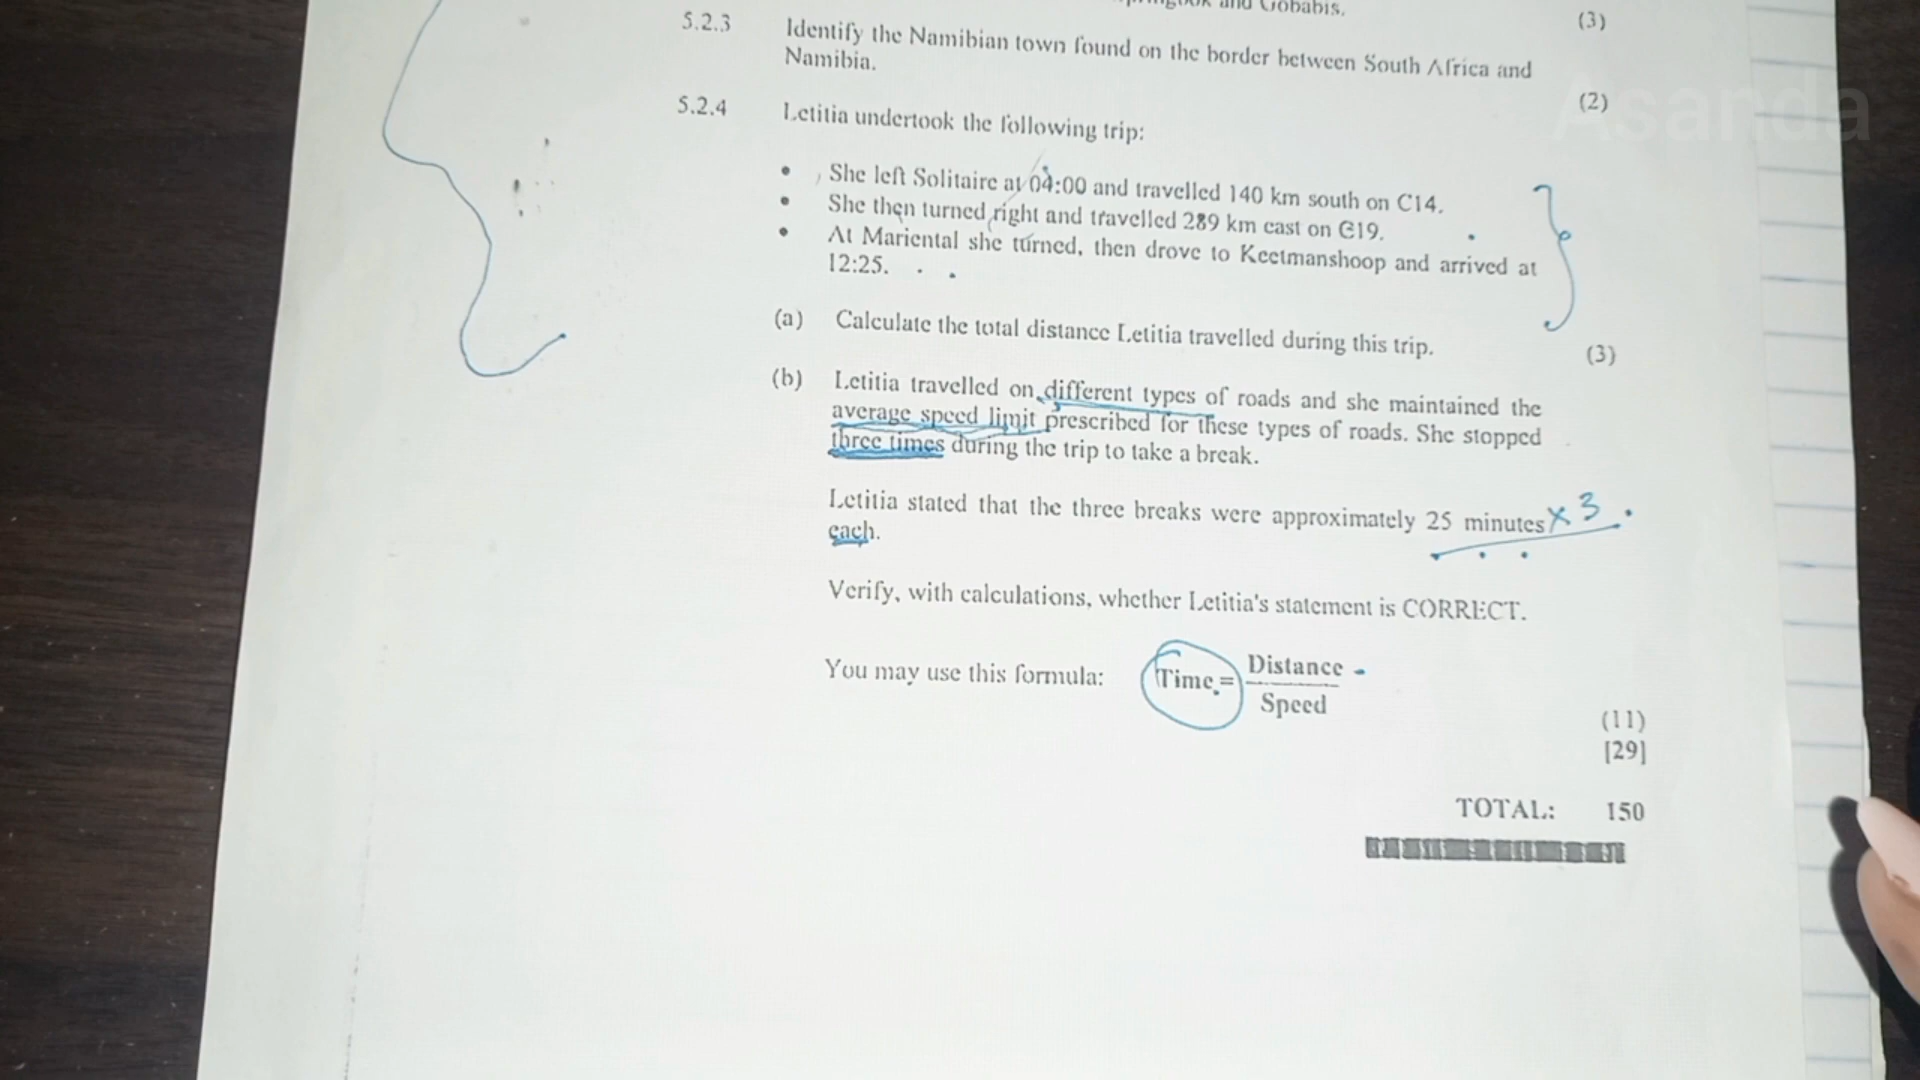 and Gobabis.
(3)
5.2.3 Identify the Namibian town found on the border between South Africa and
Namibia.
(2)
Asanda
5.2.4 Letitia undertook the following trip:
• She left Solitaire at 04:00 and travelled 140 km south on C14.
• She then turned right and travelled 289 km east on C19.
• At Mariental she turned, then drove to Keetmanshoop and arrived at
12:25.
(a) Calculate the total distance Letitia travelled during this trip.
(3)
(b) Letitia travelled on different types of roads and she maintained the
average speed limit prescribed for these types of roads. She stopped
three times during the trip to take a break.
Letitia stated that the three breaks were approximately 25 minutes × 3
each.
Verify, with calculations, whether Letitia's statement is CORRECT.
You may use this formula: Time = Distance
Speed
(11)
[29]
TOTAL: 150